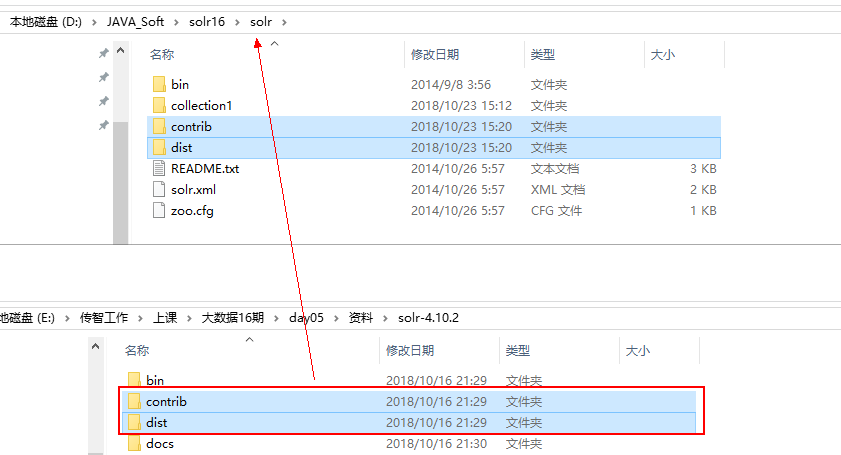 本地磁盘 (D:) › JAVA_Soft › solr16 › solr ›
名称 修改日期 类型 大小
bin 2014/9/8 3:56 文件夹
collection1 2018/10/23 15:12 文件夹
contrib 2018/10/23 15:20 文件夹
dist 2018/10/23 15:20 文件夹
README.txt 2014/10/26 5:57 文本文档 3 KB
solr.xml 2014/10/26 5:57 XML 文档 2 KB
zoo.cfg 2014/10/26 5:57 CFG 文件 1 KB
地磁盘 (E:) › 传智工作 › 上课 › 大数据16期 › day05 › 资料 › solr-4.10.2
名称 修改日期 类型 大小
bin 2018/10/16 21:29 文件夹
contrib 2018/10/16 21:29 文件夹
dist 2018/10/16 21:29 文件夹
docs 2018/10/16 21:30 文件夹